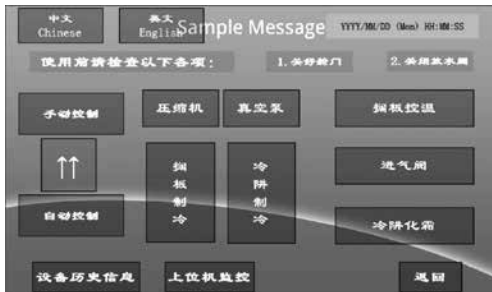 中文
Chinese
英文
English
Sample Message
YYYY/MM/DD (Mon) HH:MM:SS
使用前請检查以下各項：
1. 关好舱门
2. 关闭放水阀
手动控制
压缩机
真空泵
搁板控温
↑↑
搁板制冷
冷阱制冷
进气阀
自动控制
冷阱化霜
设备历史信息
上位机监控
返回